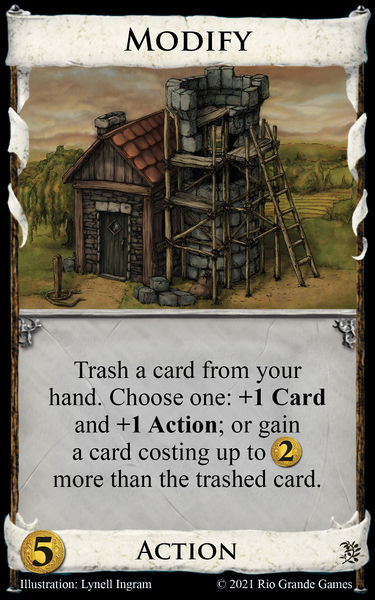 MODIFY
Trash a card from your
hand. Choose one: +1 Card
and +1 Action; or gain
a card costing up to 2
more than the trashed card.
5 ACTION
Illustration: Lynell Ingram © 2021 Rio Grande Games